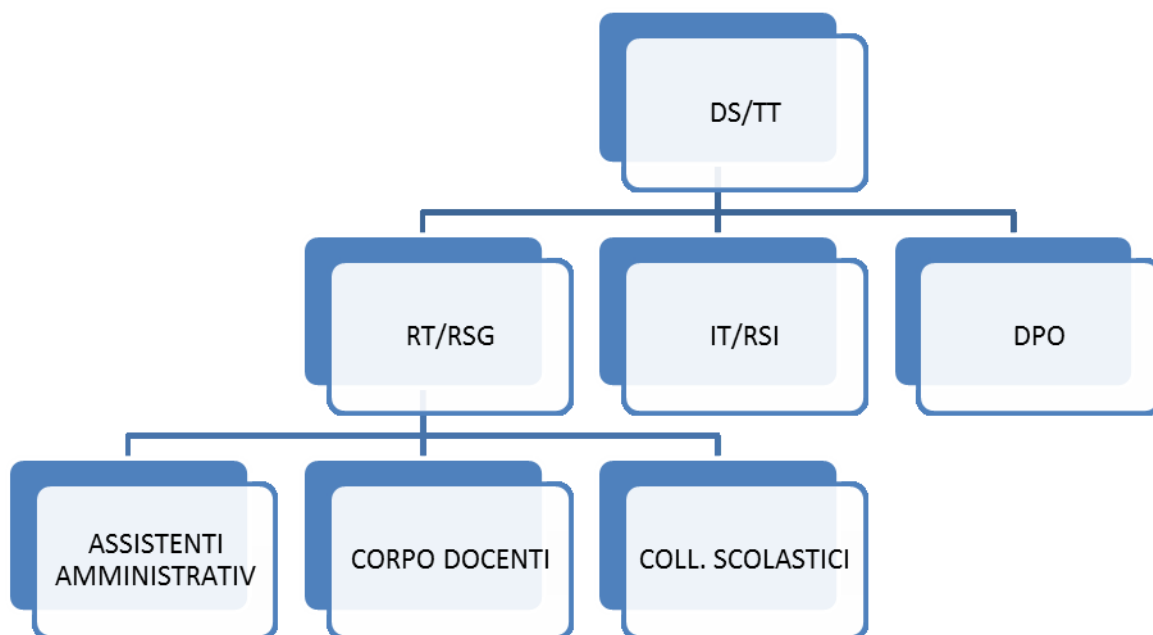 DS/TT
RT/RSG
IT/RSI
DPO
ASSISTENTI
AMMINISTRATIV
CORPO DOCENTI
COLL. SCOLASTICI